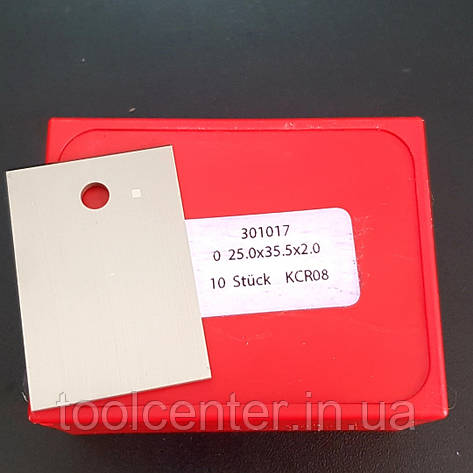 301017
0 25.0x35.5x2.0
10 Stück KCR08
toolcenter.in.ua